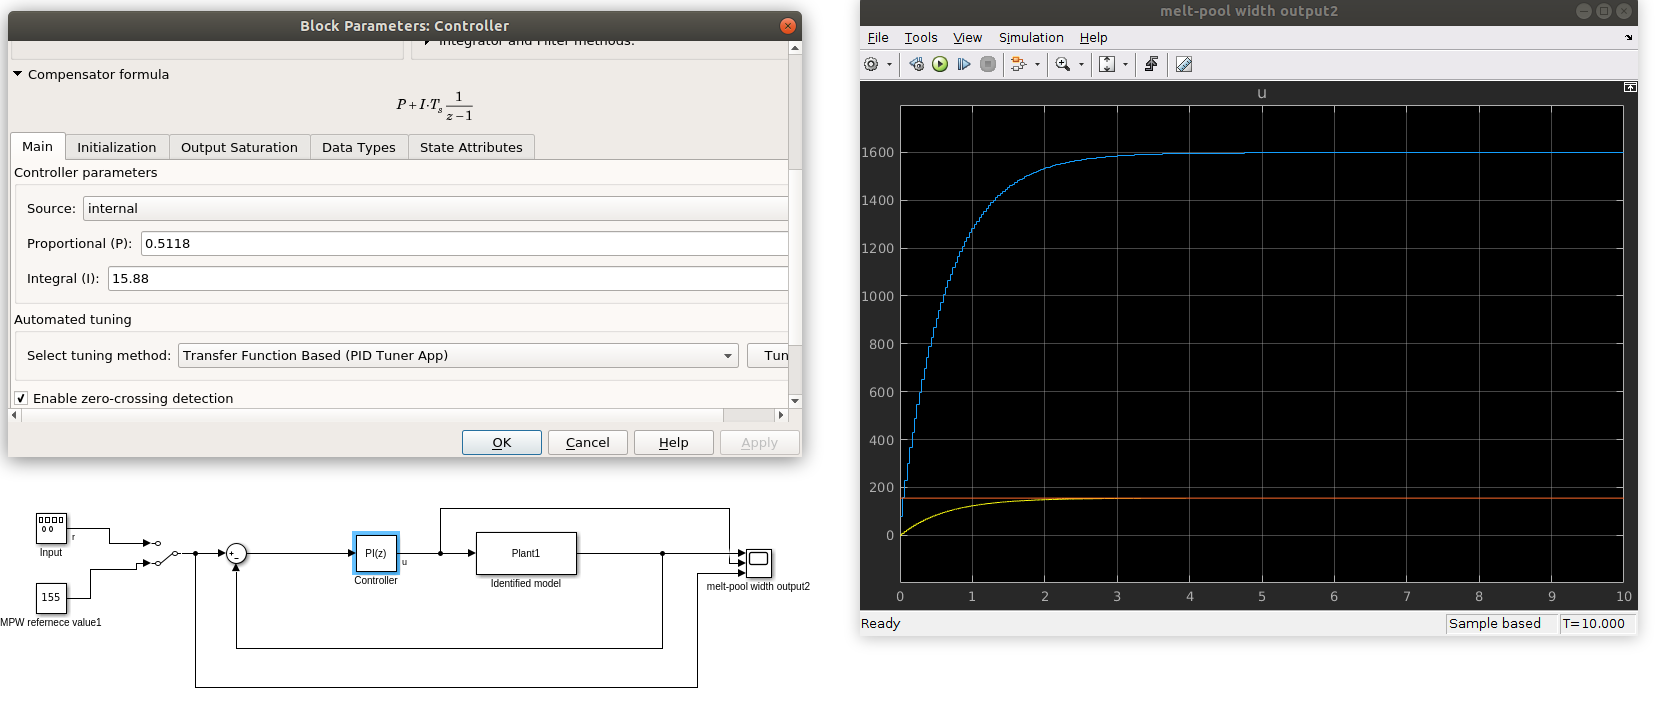 Block Parameters: Controller
Integrator and Filter methods:
Compensator formula
P + I·Ts 1/(z − 1)
Main Initialization Output Saturation Data Types State Attributes
Controller parameters
Source: internal
Proportional (P): 0.5118
Integral (I): 15.88
Automated tuning
Select tuning method: Transfer Function Based (PID Tuner App) Tun
Enable zero-crossing detection
OK Cancel Help Apply
Input
r
155
MPW refernece value1
+
-
PI(z)
Controller
u
Plant1
Identified model
melt-pool width output2
melt-pool width output2
File Tools View Simulation Help
u
1600
1400
1200
1000
800
600
400
200
0
0 1 2 3 4 5 6 7 8 9 10
Ready Sample based T=10.000